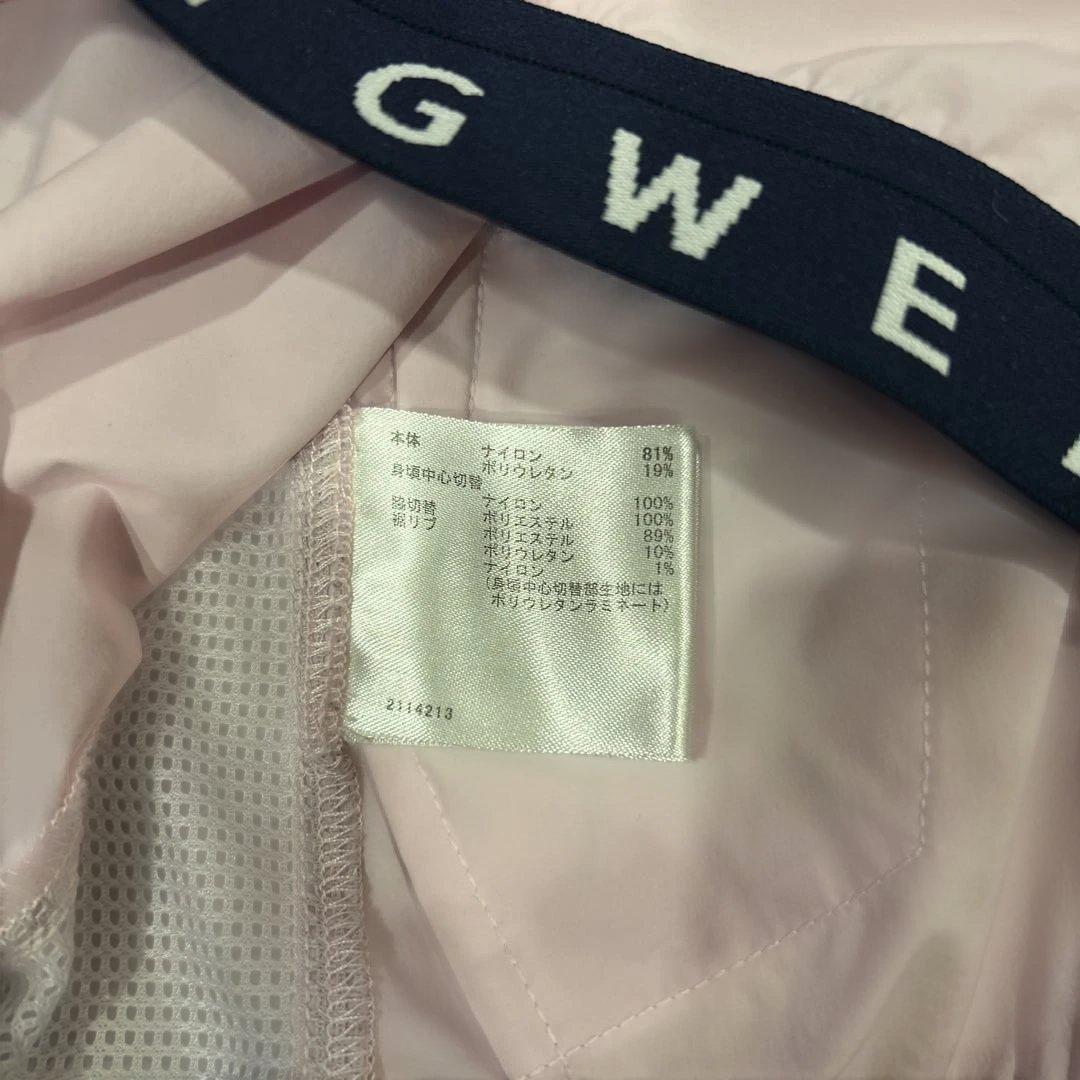 G W E
本体 ナイロン 81%
ポリウレタン 19%
身頃中心切替
ナイロン 100%
脇切替 ポリエステル 100%
裾リブ ポリエステル 89%
ポリウレタン 10%
ナイロン 1%
(身頃中心切替部生地には
ポリウレタンラミネート)
2114213